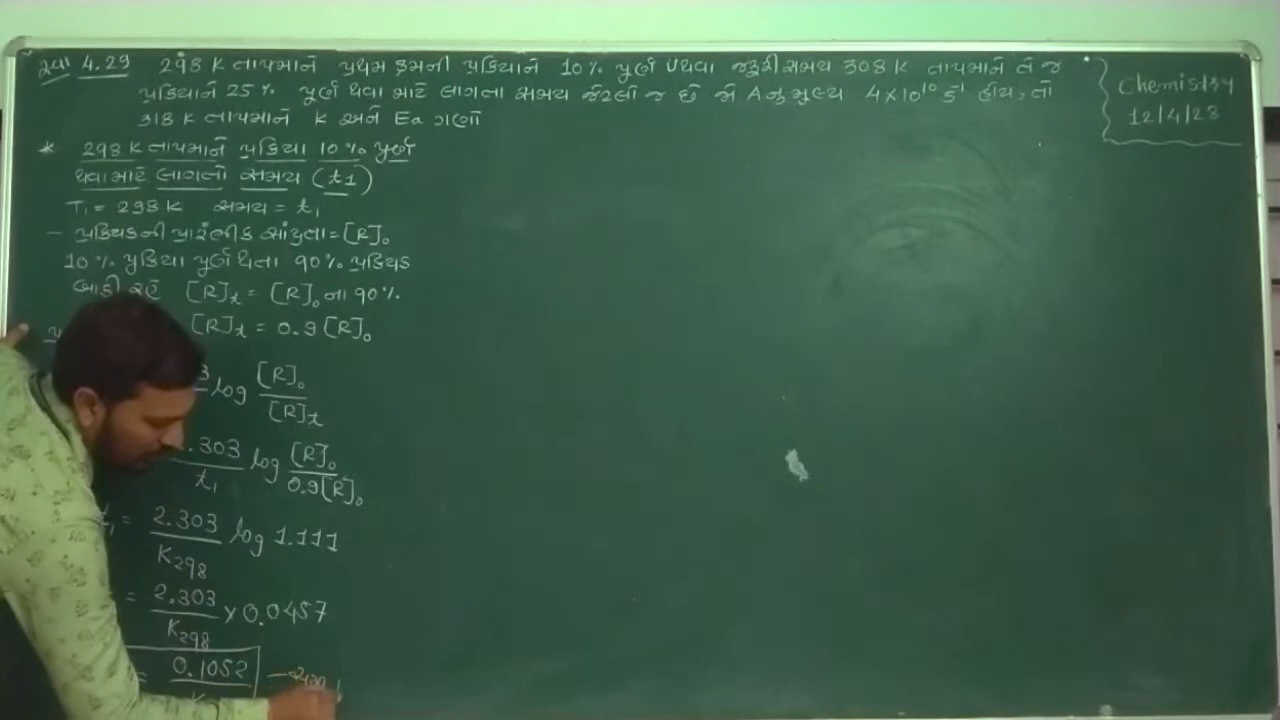 સ્વા 4.29 298 K તાપમાને પ્રથમ ક્રમની પ્રક્રિયાને 10% પૂર્ણ થવા જરૂરી સમય 308 K તાપમાને તે જ
પ્રક્રિયાને 25% પૂર્ણ થવા માટે લાગતા સમય જેટલો જ છે જો A નું મૂલ્ય 4×10¹⁰ S⁻¹ હોય, તો
318 K તાપમાને K અને Ea ગણો
Chemistry
12/4/23
* 298 K તાપમાને પ્રક્રિયા 10% પૂર્ણ
થવા માટે લાગતો સમય (t1)
T₁ = 298 K સમય = t₁
– પ્રક્રિયકની પ્રારંભીક સાંદ્રતા = [R]₀
10% પ્રક્રિયા પૂર્ણ થતા 90% પ્રક્રિયક
બાકી રહે [R]t = [R]₀ ના 90%
[R]t = 0.9 [R]₀
3 log [R]₀ / [R]t
.303 / t₁ log [R]₀ / 0.9[R]₀
t₁ = 2.303 / K₂₉₈ log 1.111
= 2.303 / K₂₉₈ × 0.0457
= 0.1052 / K